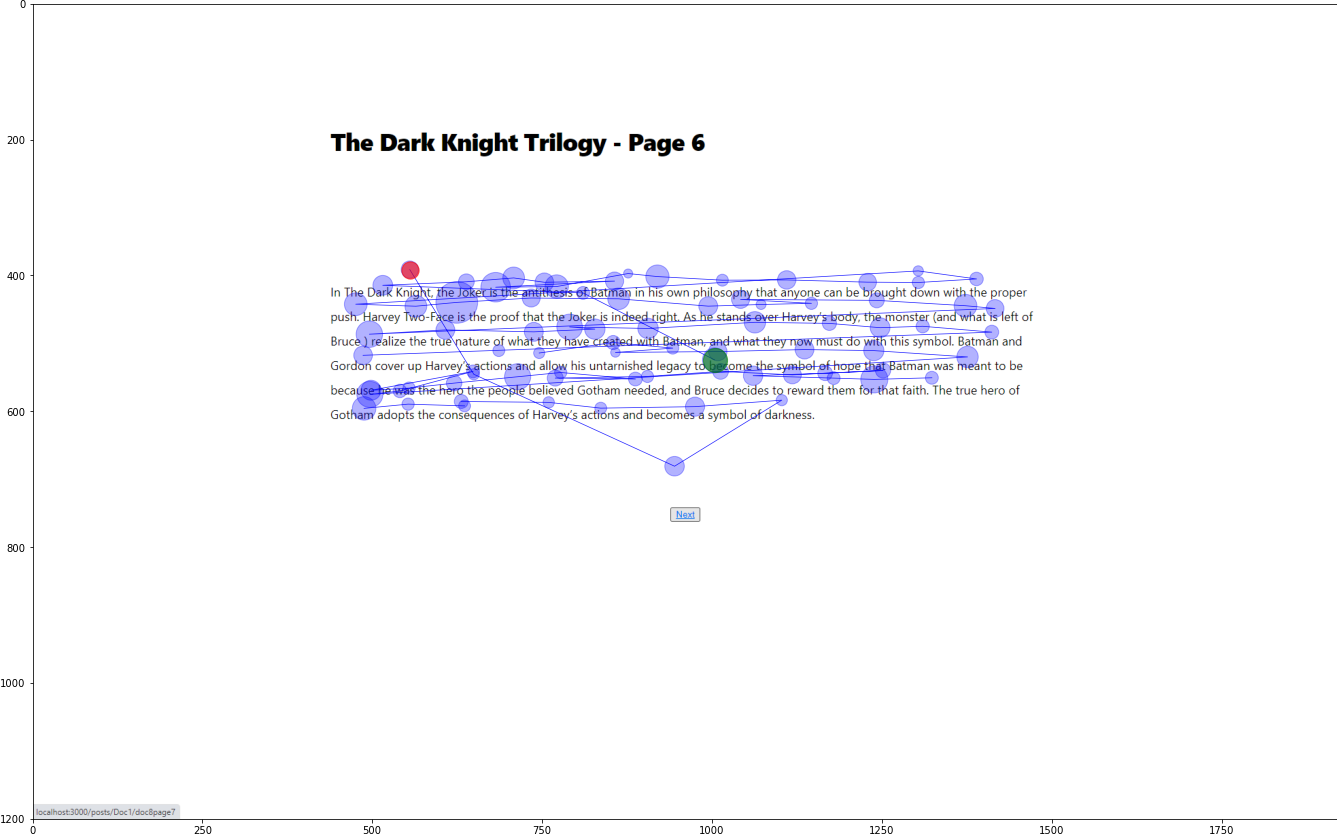 0
200
The Dark Knight Trilogy - Page 6
400
In The Dark Knight, the Joker is the antithesis of Batman in his own philosophy that anyone can be brought down with the proper
push. Harvey Two-Face is the proof that the Joker is indeed right. As he stands over Harvey's body, the monster (and what is left of
Bruce ) realize the true nature of what they have created with Batman, and what they now must do with this symbol. Batman and
Gordon cover up Harvey's actions and allow his untarnished legacy to become the symbol of hope that Batman was meant to be
because he was the hero the people believed Gotham needed, and Bruce decides to reward them for that faith. The true hero of
600
Gotham adopts the consequences of Harvey's actions and becomes a symbol of darkness.
Next
800
1000
localhost:3000/posts/Doc1/doc8page7
1200
0 250 500 750 1000 1250 1500 1750